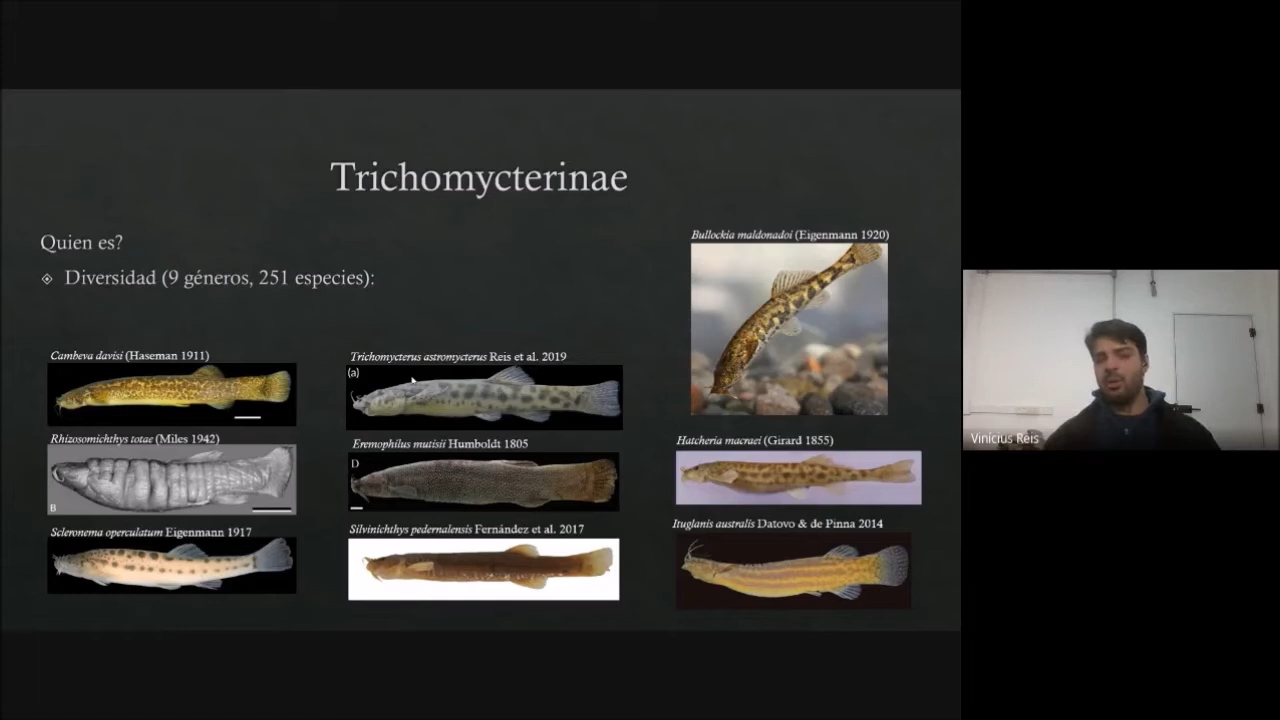 Trichomycterinae
Quien es?
Diversidad (9 géneros, 251 especies):
Cambeva davisi (Haseman 1911)
Rhizosomichthys totae (Miles 1942)
B
Scleronema operculatum Eigenmann 1917
Trichomycterus astromycterus Reis et al. 2019
(a)
Eremophilus mutisii Humboldt 1805
D
Silvinichthys pedernalensis Fernández et al. 2017
Bullockia maldonadoi (Eigenmann 1920)
Hatcheria macraei (Girard 1855)
Ituglanis australis Datovo & de Pinna 2014
Vinícius Reis